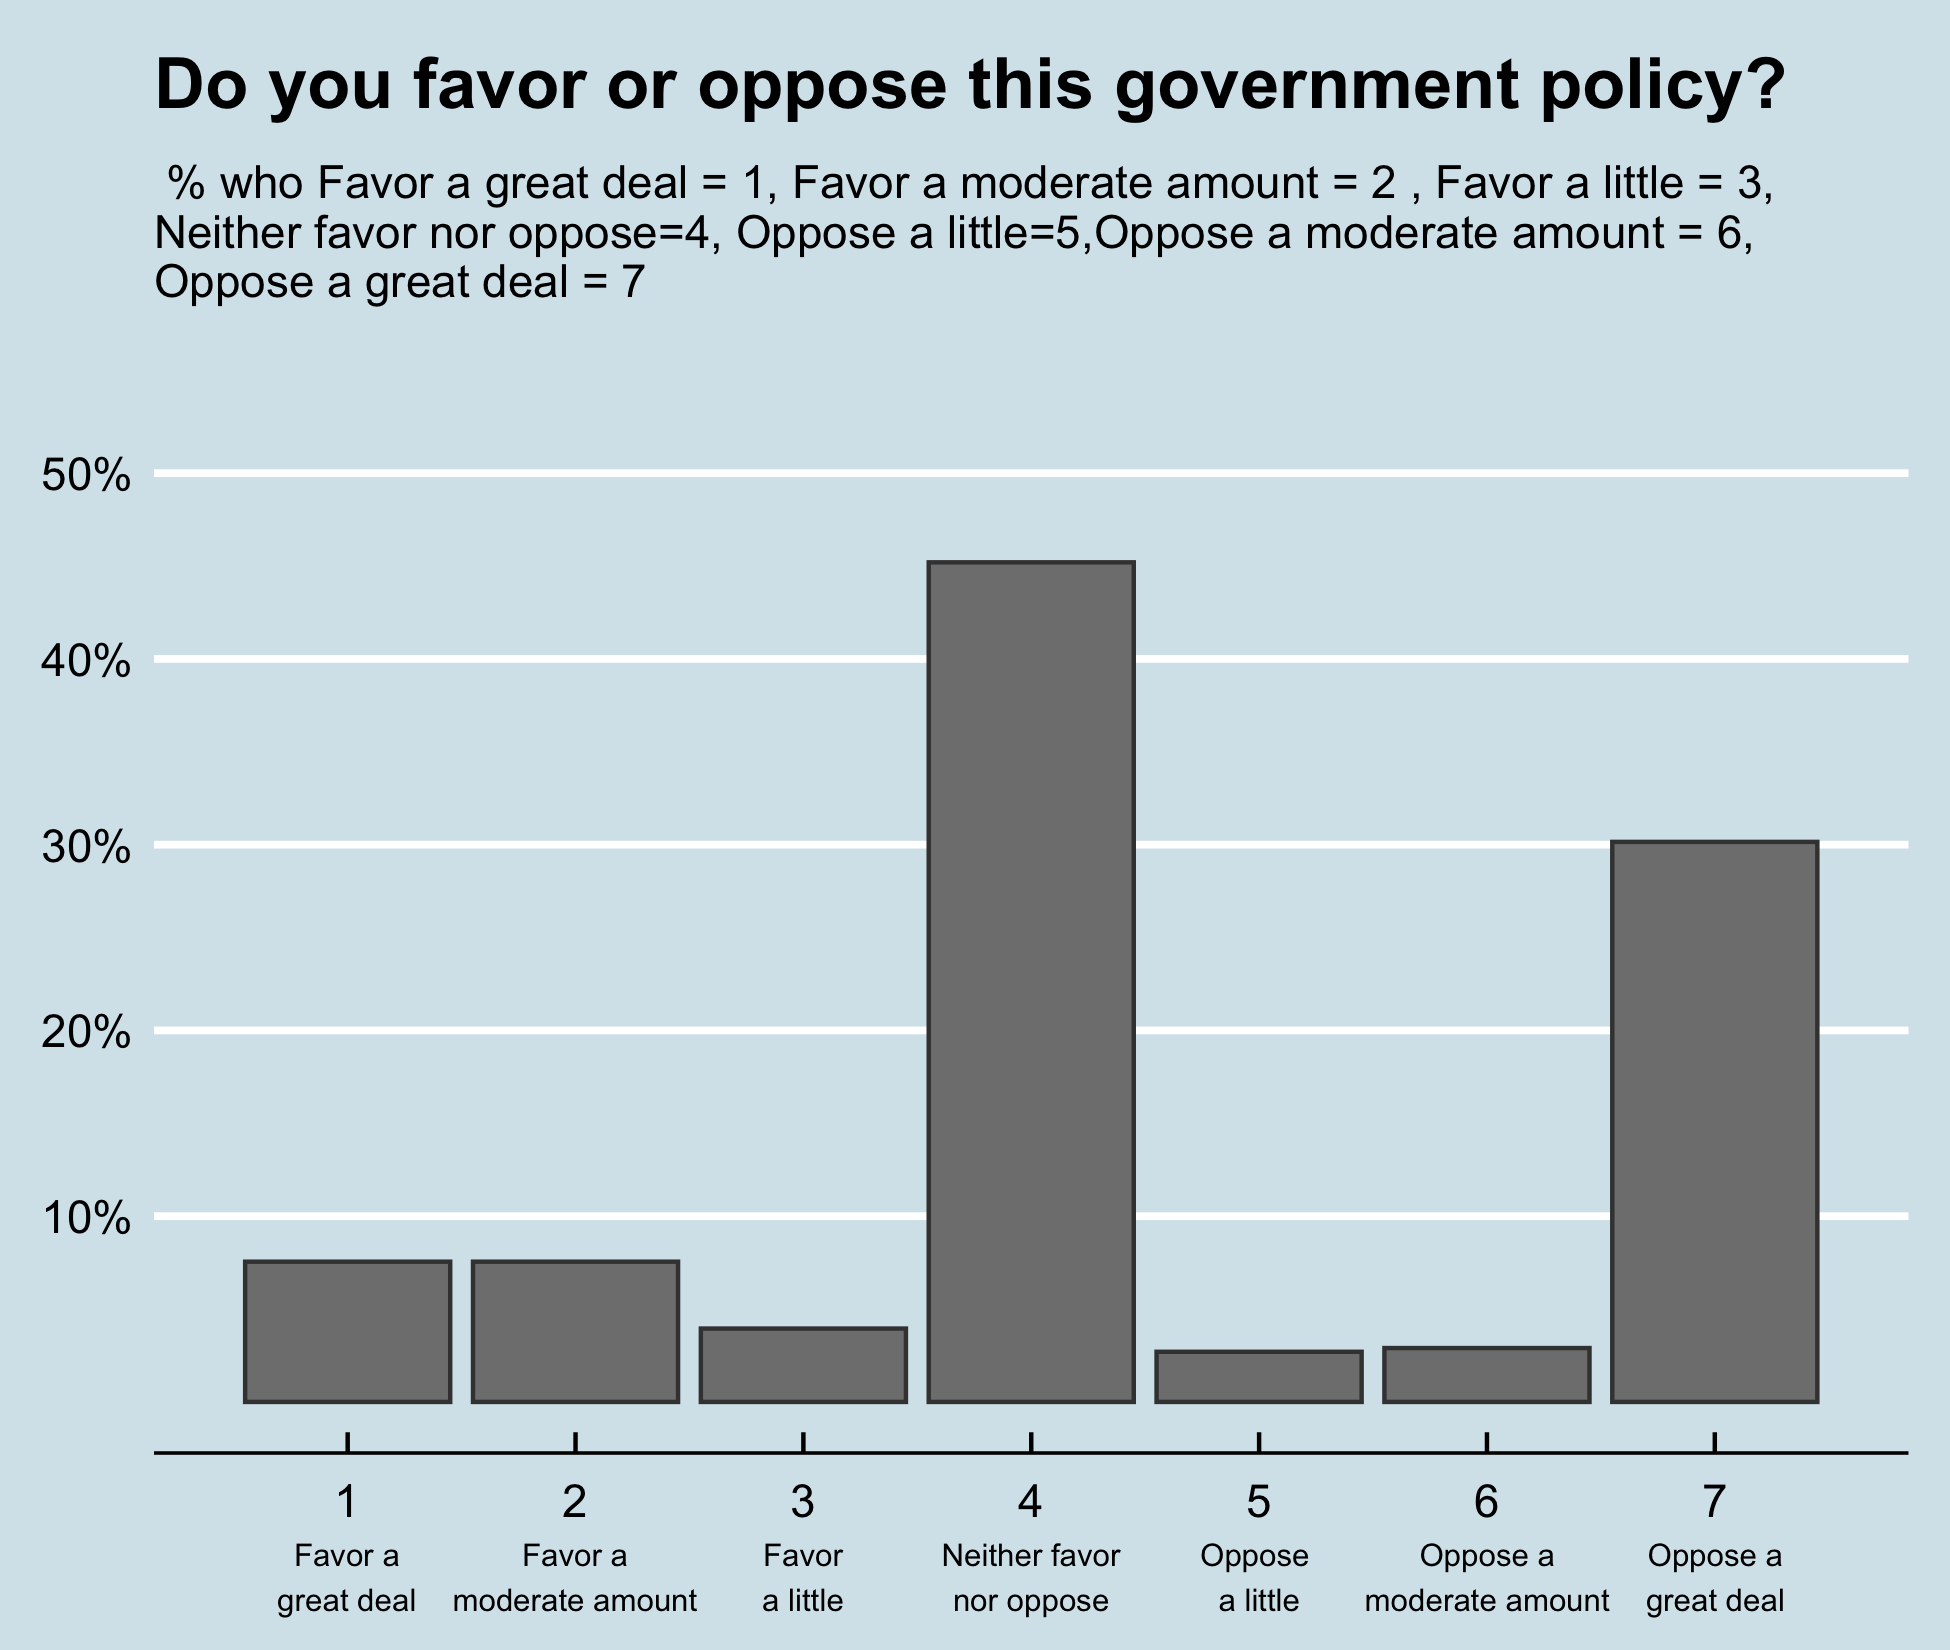 Do you favor or oppose this government policy?
% who Favor a great deal = 1, Favor a moderate amount = 2 , Favor a little = 3,
Neither favor nor oppose=4, Oppose a little=5,Oppose a moderate amount = 6,
Oppose a great deal = 7
50%
40%
30%
20%
10%
1 2 3 4 5 6 7
Favor a Favor a Favor Neither favor Oppose Oppose a Oppose a
great deal moderate amount a little nor oppose a little moderate amount great deal